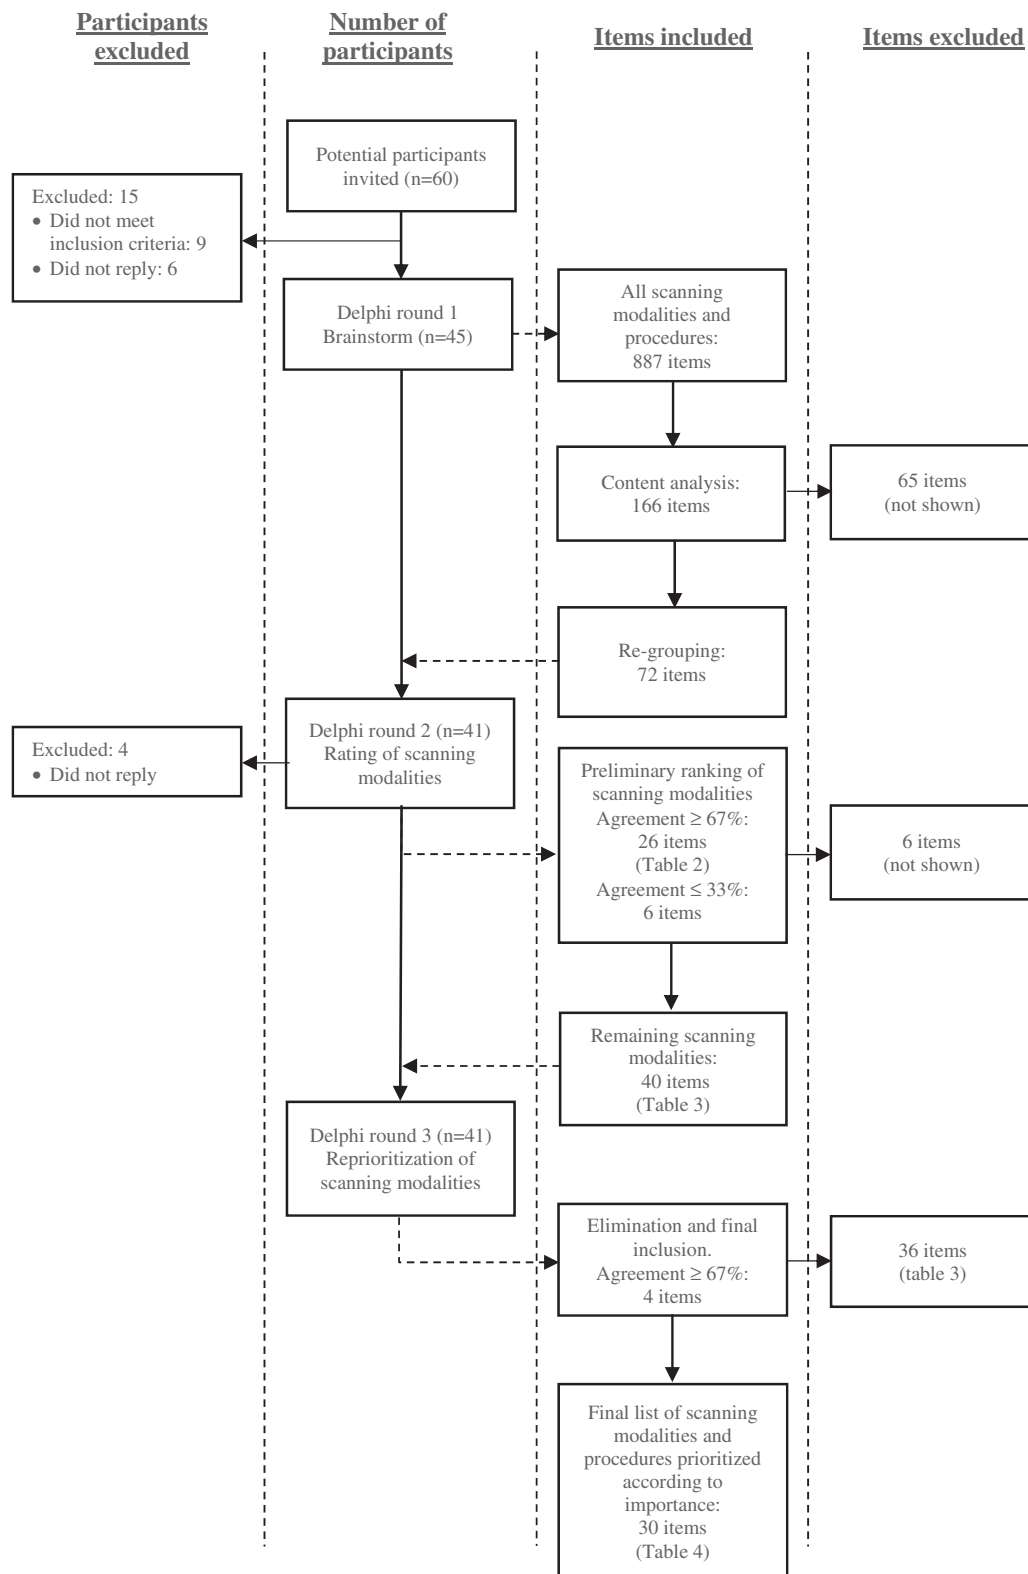 Participants
excluded
Number of
participants
Items included
Items excluded
Potential participants
invited (n=60)
Excluded: 15
• Did not meet
inclusion criteria: 9
• Did not reply: 6
Delphi round 1
Brainstorm (n=45)
All scanning
modalities and
procedures:
887 items
Content analysis:
166 items
65 items
(not shown)
Re-grouping:
72 items
Delphi round 2 (n=41)
Rating of scanning
modalities
Excluded: 4
• Did not reply
Preliminary ranking of
scanning modalities
Agreement ≥ 67%:
26 items
(Table 2)
Agreement ≤ 33%:
6 items
6 items
(not shown)
Remaining scanning
modalities:
40 items
(Table 3)
Delphi round 3 (n=41)
Reprioritization of
scanning modalities
Elimination and final
inclusion.
Agreement ≥ 67%:
4 items
36 items
(table 3)
Final list of scanning
modalities and
procedures prioritized
according to
importance:
30 items
(Table 4)